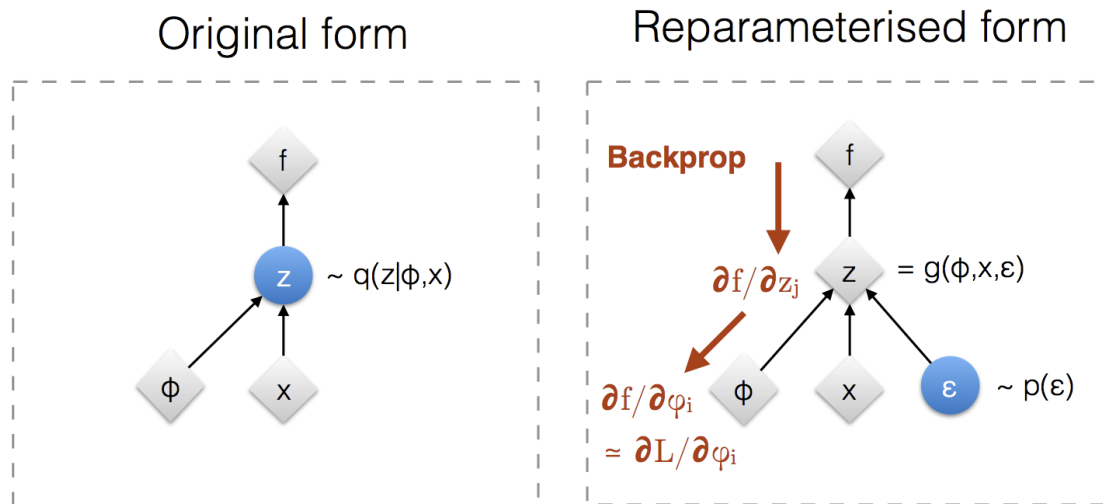 Original form
f
z
~ q(z|ϕ,x)
ϕ
x
Reparameterised form
Backprop
f
∂f/∂zⱼ
z
= g(ϕ,x,ε)
∂f/∂φᵢ
≃ ∂L/∂φᵢ
ϕ
x
ε
~ p(ε)